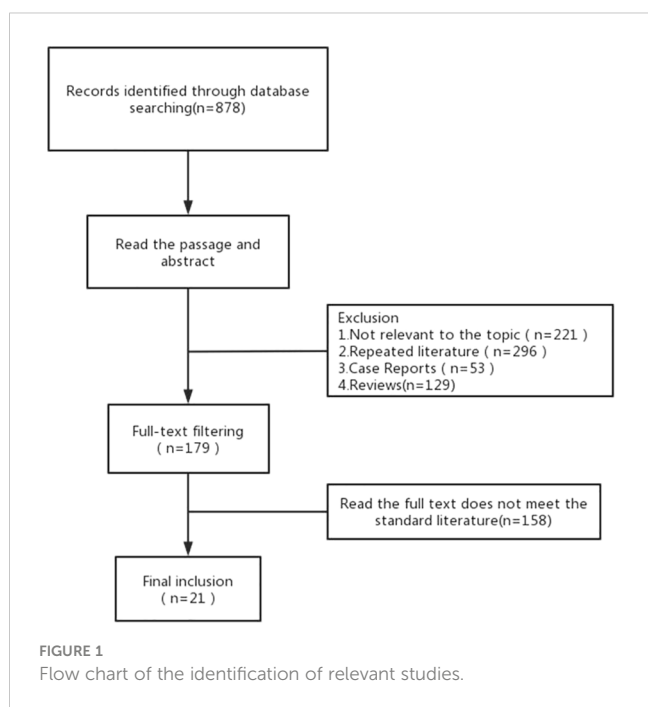 Records identified through database
searching(n=878)
Read the passage and
abstract
Exclusion
1.Not relevant to the topic ( n=221 )
2.Repeated literature ( n=296 )
3.Case Reports ( n=53 )
4.Reviews(n=129)
Full-text filtering
( n=179 )
Read the full text does not meet the
standard literature(n=158)
Final inclusion
( n=21 )
FIGURE 1
Flow chart of the identification of relevant studies.